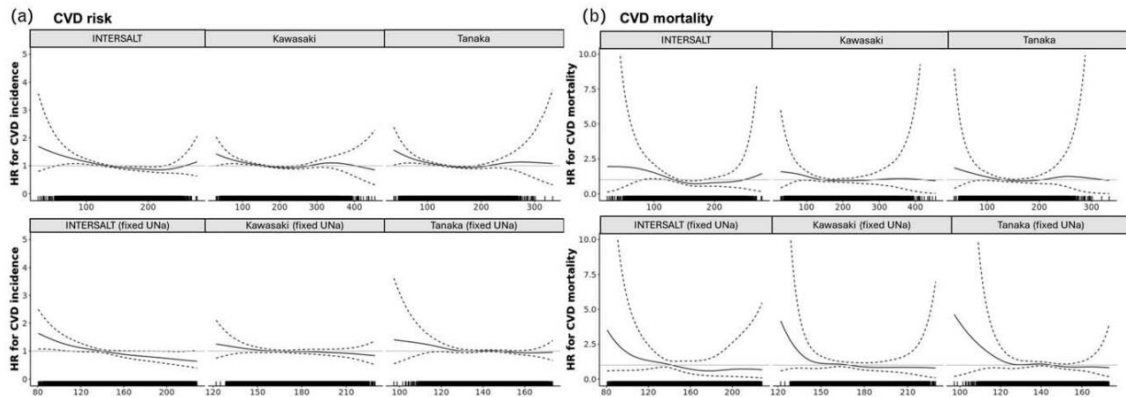 (a) CVD risk
INTERSALT Kawasaki Tanaka
HR for CVD incidence
5
4
3
2
1
0
100 200 100 200 300 400 100 200 300
INTERSALT (fixed UNa) Kawasaki (fixed UNa) Tanaka (fixed UNa)
HR for CVD incidence
5
4
3
2
1
0
80 120 160 200 120 150 180 210 100 120 140 160
(b) CVD mortality
INTERSALT Kawasaki Tanaka
HR for CVD mortality
10.0
7.5
5.0
2.5
0.0
100 200 100 200 300 400 100 200 300
INTERSALT (fixed UNa) Kawasaki (fixed UNa) Tanaka (fixed UNa)
HR for CVD mortality
10.0
7.5
5.0
2.5
0.0
80 120 160 200 120 150 180 210 100 120 140 160